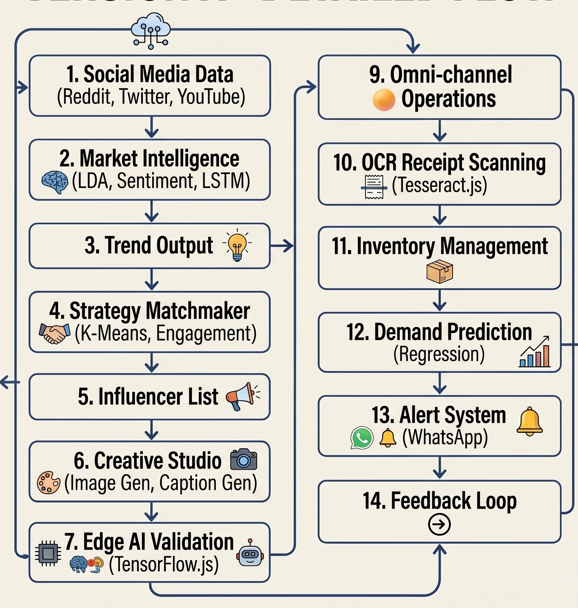 1. Social Media Data
(Reddit, Twitter, YouTube)
2. Market Intelligence
(LDA, Sentiment, LSTM)
3. Trend Output
4. Strategy Matchmaker
(K-Means, Engagement)
5. Influencer List
6. Creative Studio
(Image Gen, Caption Gen)
7. Edge AI Validation
(TensorFlow.js)
9. Omni-channel
Operations
10. OCR Receipt Scanning
(Tesseract.js)
11. Inventory Management
12. Demand Prediction
(Regression)
13. Alert System
(WhatsApp)
14. Feedback Loop